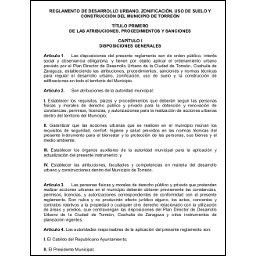 REGLAMENTO DE DESARROLLO URBANO, ZONIFICACIÓN, USO DE SUELO Y
CONSTRUCCIÓN DEL MUNICIPIO DE TORREÓN
TITULO PRIMERO
DE LAS ATRIBUCIONES, PROCEDIMIENTOS Y SANCIONES
CAPITULO I
DISPOSICIONES GENERALES
Artículo 1. Las disposiciones del presente reglamento son de orden público, interés
social y observancia obligatoria, y tienen por objeto aplicar el ordenamiento urbano
previsto por el Plan Director de Desarrollo Urbano de la Ciudad de Torreón, Coahuila de
Zaragoza, estableciendo las atribuciones, procedimientos, sanciones y normas técnicas
para regular el desarrollo urbano, zonificación, uso de suelo y la construcción de
edificaciones en todo el territorio del Municipio.
Artículo 2. Son atribuciones de la autoridad municipal:
I. Establecer los requisitos, plazos y procedimientos que deberán seguir las personas
físicas y morales de derecho público y privado para la obtención y renovación de
constancias, permisos, licencias, y autorizaciones para la realización de acciones urbanas
dentro del Municipio.
II. Garantizar que las acciones urbanas que se realicen en el municipio reúnan los
requisitos de seguridad, confort, higiene y salud previstos en las normas técnicas del
presente instrumento para el bienestar y la protección de las personas, sus bienes y el
medio ambiente;
III. Establecer los órganos auxiliares de la autoridad municipal para la aplicación y
actualización del presente instrumento; y
IV. Establecer las atribuciones, facultades y competencias en materia de desarrollo
urbano y construcciones dentro del Municipio de Torreón.
Artículo 3. Las personas físicas y morales de derecho público y privado que pretendan
realizar acciones urbanas en el municipio deberán obtener previamente las constancias,
permisos, licencias, y autorizaciones correspondientes de conformidad con el presente
reglamento. Son nulos y no producirán efecto jurídico alguno, los actos, convenios y
contratos relativos a la propiedad o cualquier otro derecho relacionado con la utilización
de áreas y predios, que contravengan las disposiciones del Plan Director de Desarrollo
Urbano de la Ciudad de Torreón, Coahuila de Zaragoza y otros instrumentos de
planeación vigentes.
Artículo 4. Las autoridades responsables de la aplicación del presente reglamento son:
I. El Cabildo del Republicano Ayuntamiento;
II. El Presidente Municipal;